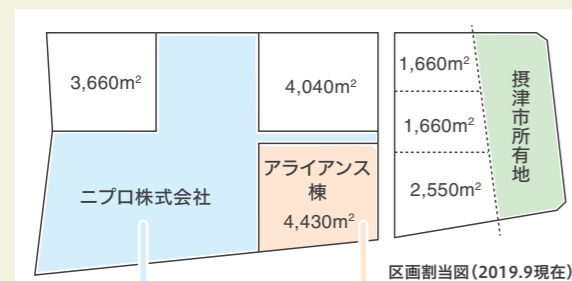 3,660m²
4,040m²
1,660m²
1,660m²
2,550m²
摂津市所有地
ニプロ株式会社
アライアンス
棟
4,430m²
区画割当図(2019.9現在)